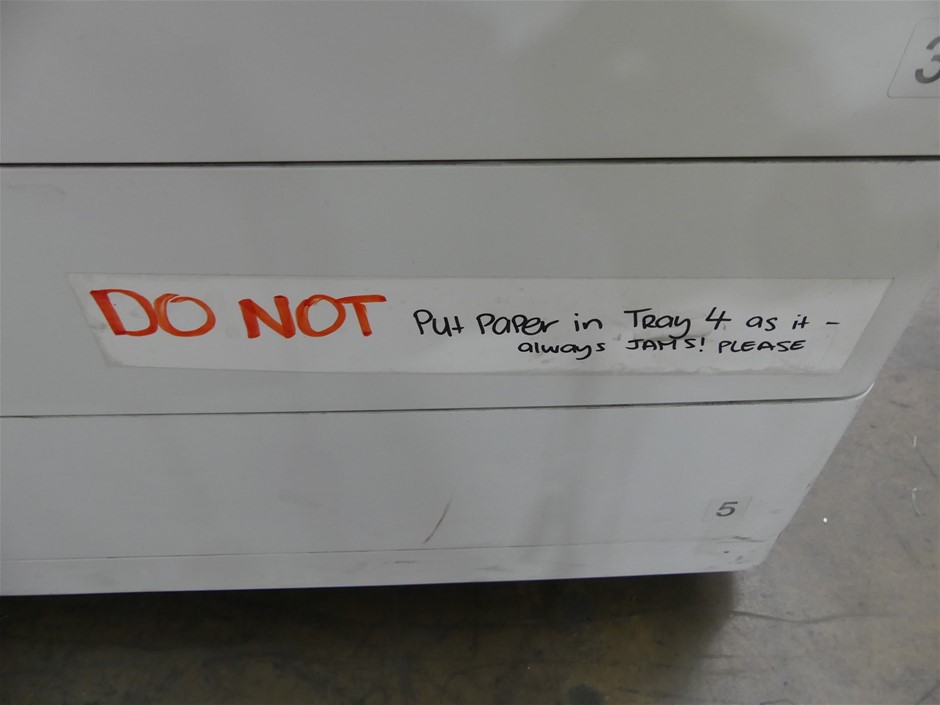 3
DO NOT Put Paper in Tray 4 as it -
always JAMS! PLEASE
5